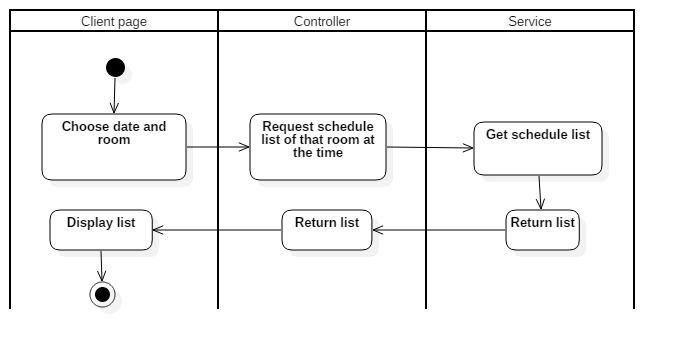 Client page
Controller
Service
Choose date and
room
Request schedule
list of that room at
the time
Get schedule list
Display list
Return list
Return list